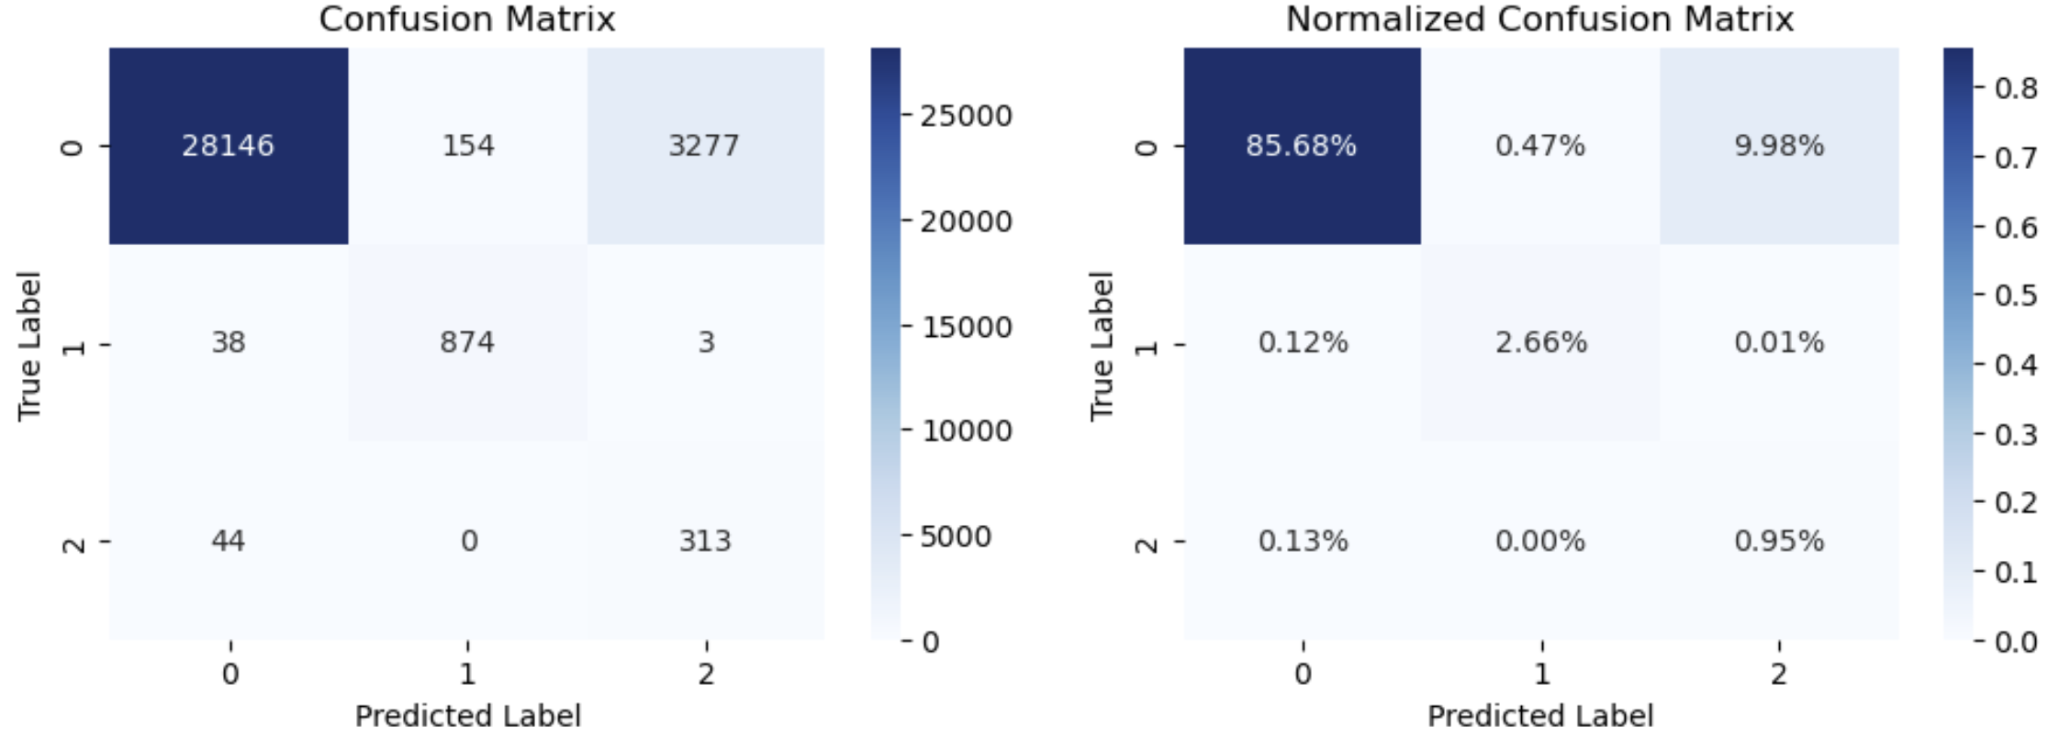 Confusion Matrix
28146 154 3277
38 874 3
44 0 313
0
1
2
True Label
0 1 2
Predicted Label
25000
20000
15000
10000
5000
0
Normalized Confusion Matrix
85.68% 0.47% 9.98%
0.12% 2.66% 0.01%
0.13% 0.00% 0.95%
0
1
2
True Label
0 1 2
Predicted Label
0.8
0.7
0.6
0.5
0.4
0.3
0.2
0.1
0.0